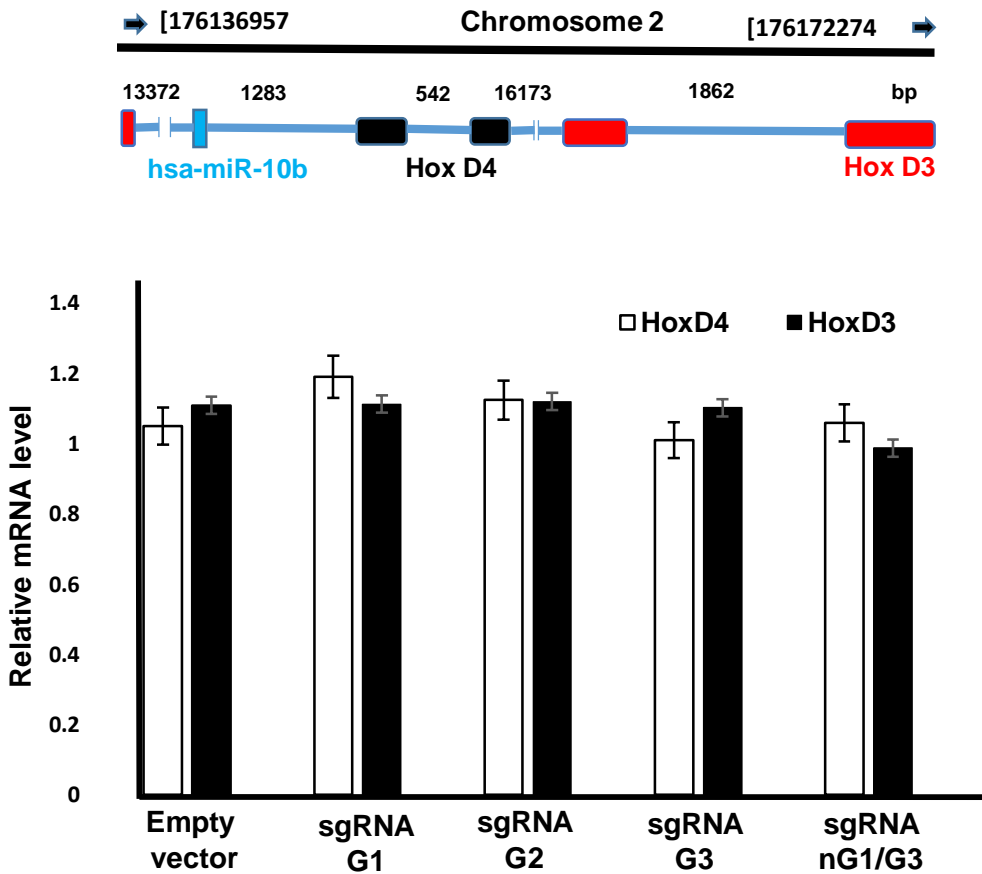 [176136957 Chromosome 2 [176172274
13372 1283 542 16173 1862 bp
hsa-miR-10b Hox D4 Hox D3
Relative mRNA level
1.4
1.2
1
0.8
0.6
0.4
0.2
0
HoxD4 HoxD3
Empty vector
sgRNA G1
sgRNA G2
sgRNA G3
sgRNA nG1/G3